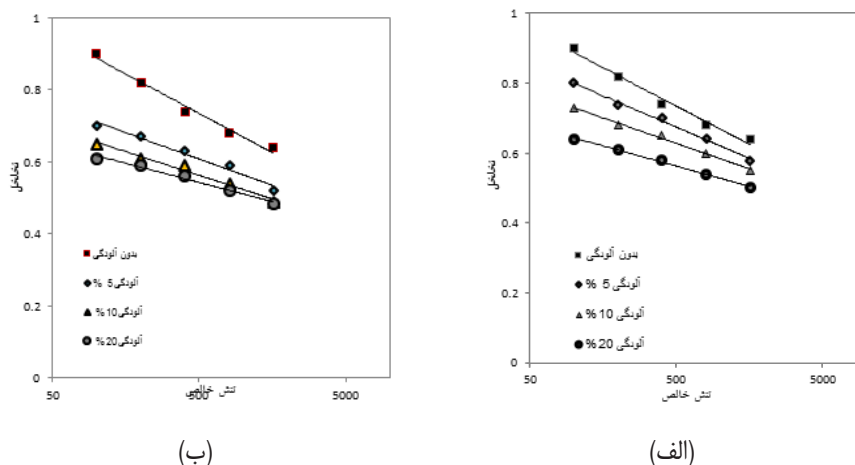 1
0.8
0.6
0.4
0.2
0
تخلخل
بدون آلودگی
آلودگی 5 %
آلودگی 10 %
آلودگی 20 %
50 500 5000
تنش خالص
(الف)
1
0.8
0.6
0.4
0.2
0
تخلخل
بدون آلودگی
آلودگی 5 %
آلودگی 10 %
آلودگی 20 %
50 500 5000
تنش خالص
(ب)